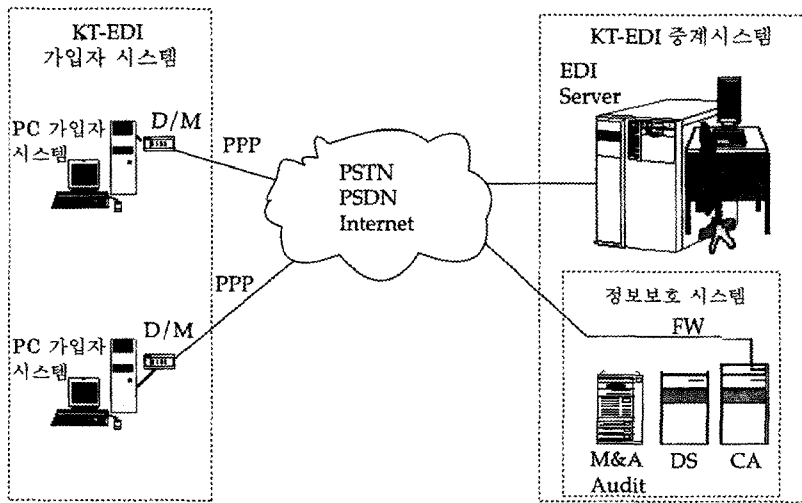 KT-EDI
가입자 시스템
PC 가입자
시스템
D/M
PPP
PC 가입자
시스템
D/M
PPP
PSTN
PSDN
Internet
KT-EDI 중계시스템
EDI
Server
정보보호 시스템
FW
M&A
Audit
DS
CA